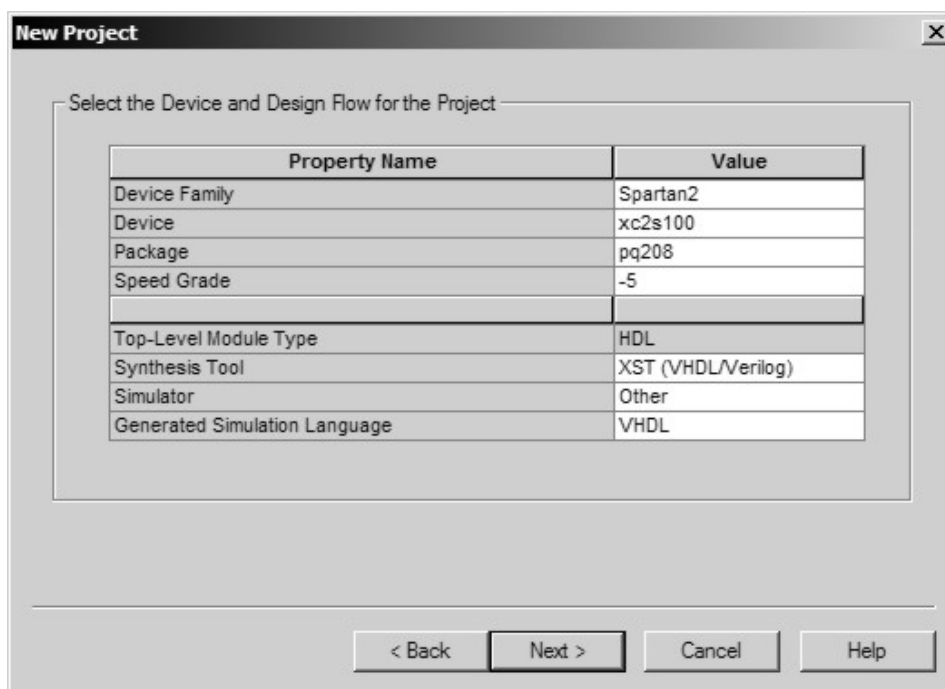 New Project
Select the Device and Design Flow for the Project
Property Name Value
Device Family Spartan2
Device xc2s100
Package pq208
Speed Grade -5
Top-Level Module Type HDL
Synthesis Tool XST (VHDL/Verilog)
Simulator Other
Generated Simulation Language VHDL
< Back Next > Cancel Help